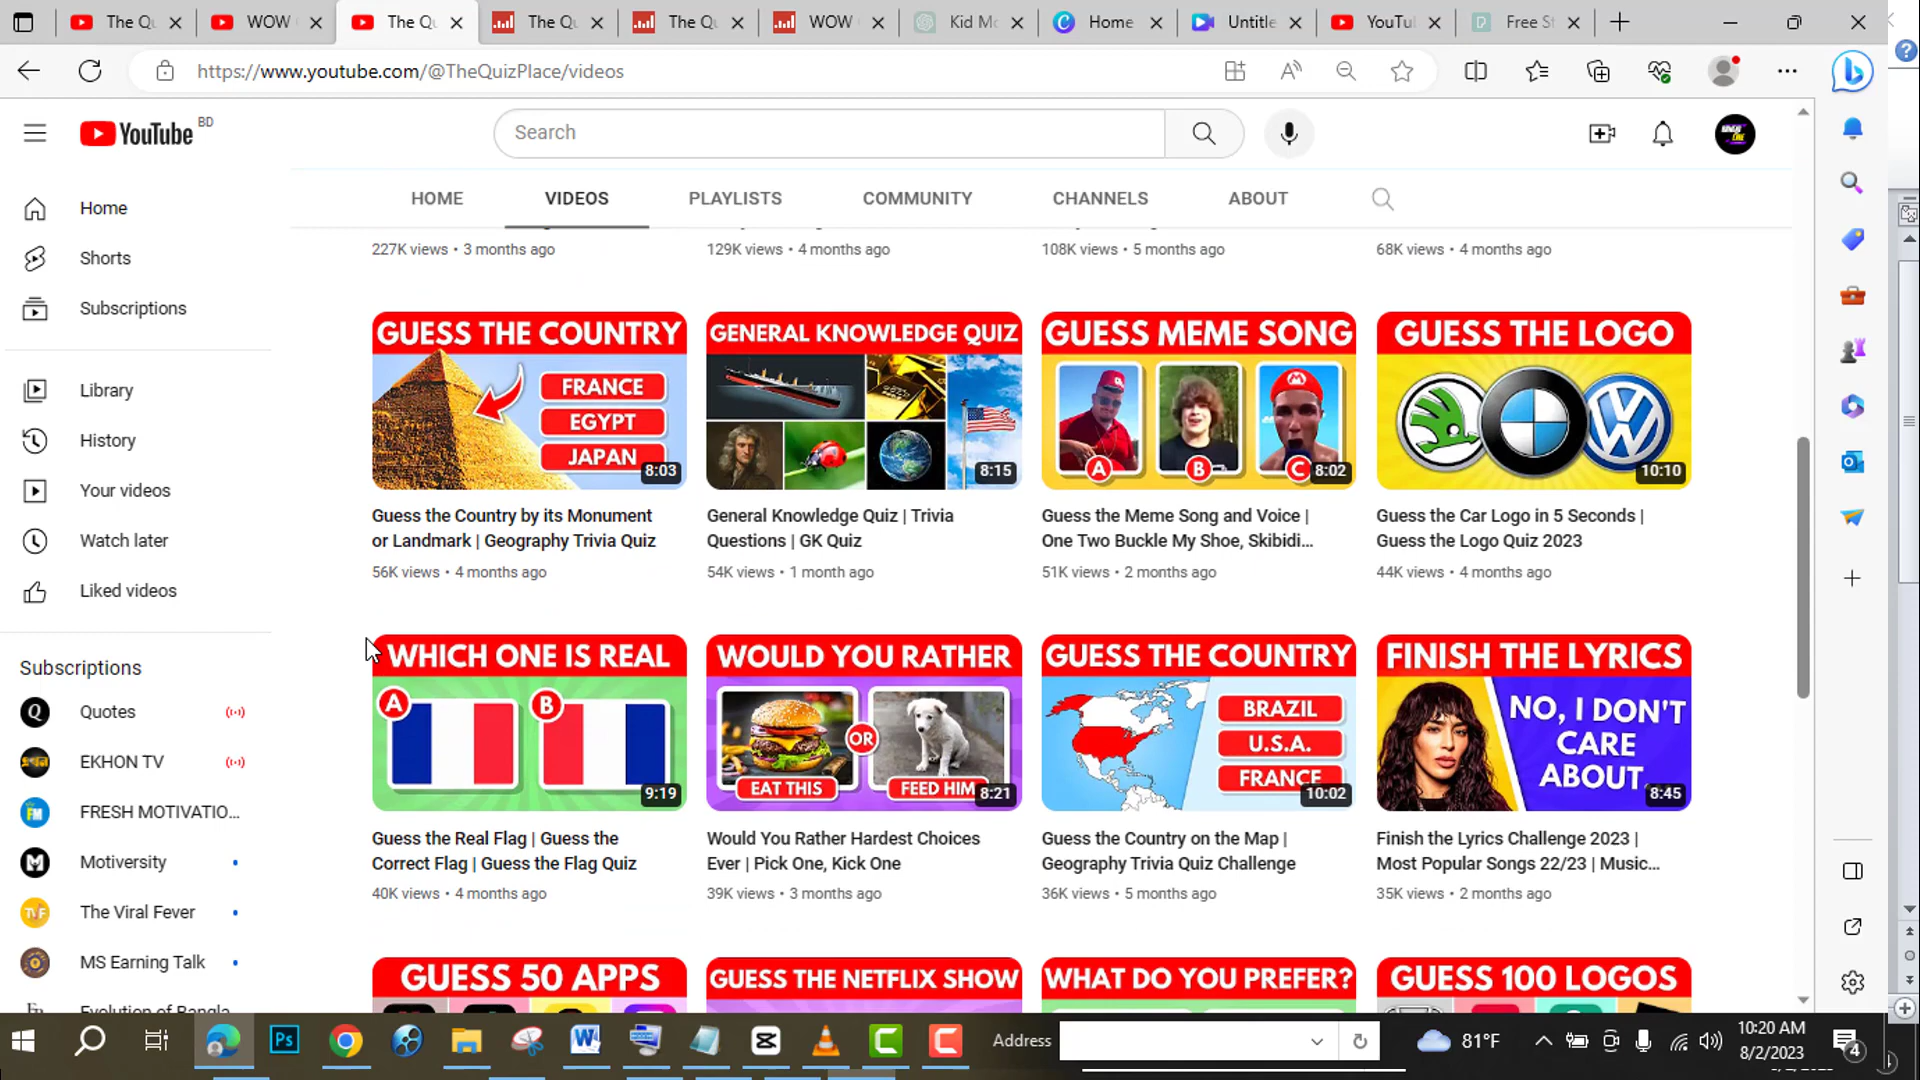 The Qu
WOW
The Qu
The Qu
The Qu
WOW
Kid Mo
Home
Untitle
YouTu
Free St
https://www.youtube.com/@TheQuizPlace/videos
YouTube BD
Search
HOME
VIDEOS
PLAYLISTS
COMMUNITY
CHANNELS
ABOUT
Home
Shorts
Subscriptions
Library
History
Your videos
Watch later
Liked videos
Subscriptions
Quotes
EKHON TV
FRESH MOTIVATIO...
Motiversity
The Viral Fever
MS Earning Talk
Evolution of Bangla
227K views • 3 months ago
129K views • 4 months ago
108K views • 5 months ago
68K views • 4 months ago
GUESS THE COUNTRY
FRANCE
EGYPT
JAPAN
8:03
Guess the Country by its Monument
or Landmark | Geography Trivia Quiz
56K views • 4 months ago
GENERAL KNOWLEDGE QUIZ
8:15
General Knowledge Quiz | Trivia
Questions | GK Quiz
54K views • 1 month ago
GUESS MEME SONG
A
B
C
8:02
Guess the Meme Song and Voice |
One Two Buckle My Shoe, Skibidi...
51K views • 2 months ago
GUESS THE LOGO
10:10
Guess the Car Logo in 5 Seconds |
Guess the Logo Quiz 2023
44K views • 4 months ago
WHICH ONE IS REAL
A
B
9:19
Guess the Real Flag | Guess the
Correct Flag | Guess the Flag Quiz
40K views • 4 months ago
WOULD YOU RATHER
OR
EAT THIS
FEED HIM
8:21
Would You Rather Hardest Choices
Ever | Pick One, Kick One
39K views • 3 months ago
GUESS THE COUNTRY
BRAZIL
U.S.A.
FRANCE
10:02
Guess the Country on the Map |
Geography Trivia Quiz Challenge
36K views • 5 months ago
FINISH THE LYRICS
NO, I DON'T
CARE
ABOUT..
8:45
Finish the Lyrics Challenge 2023 |
Most Popular Songs 22/23 | Music...
35K views • 2 months ago
GUESS 50 APPS
GUESS THE NETFLIX SHOW
WHAT DO YOU PREFER?
GUESS 100 LOGOS
Address
81°F
10:20 AM
8/2/2023
4